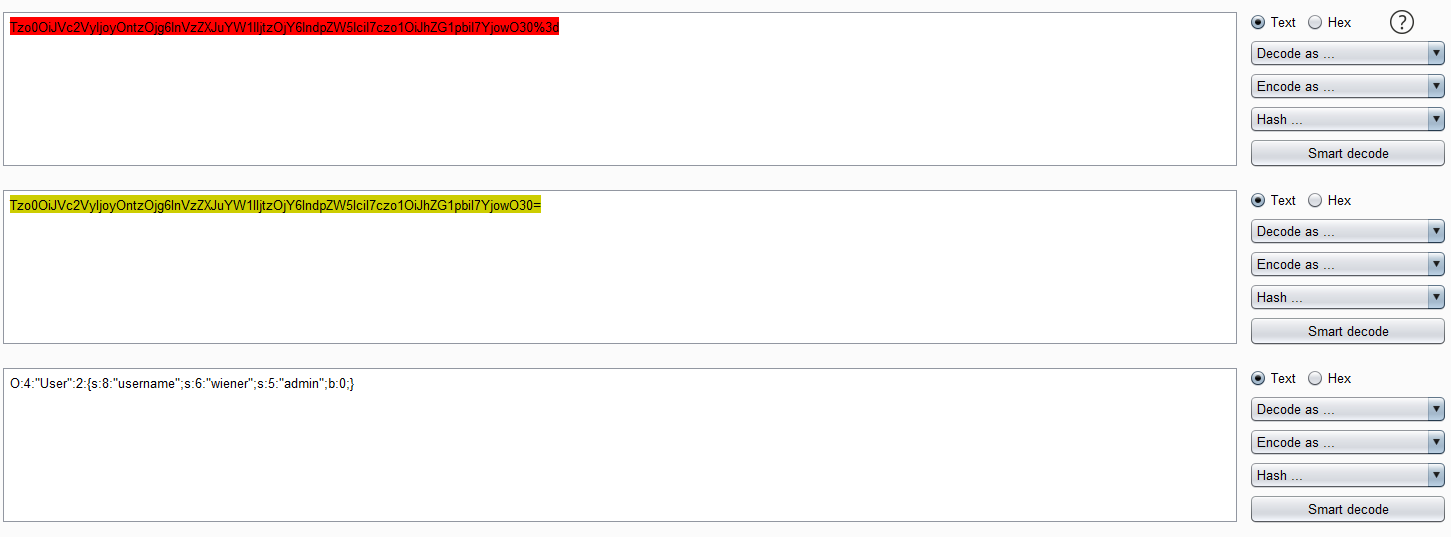 Tzo0OiJVc2VyIjoyOntzOjg6InVzZXJuYW1lIjtzOjY6IndpZW5lciI7czo1OiJhZG1pbiI7YjowO30%3d
Text Hex ?
Decode as ...
Encode as ...
Hash ...
Smart decode
Tzo0OiJVc2VyIjoyOntzOjg6InVzZXJuYW1lIjtzOjY6IndpZW5lciI7czo1OiJhZG1pbiI7YjowO30=
Text Hex
Decode as ...
Encode as ...
Hash ...
Smart decode
O:4:"User":2:{s:8:"username";s:6:"wiener";s:5:"admin";b:0;}
Text Hex
Decode as ...
Encode as ...
Hash ...
Smart decode